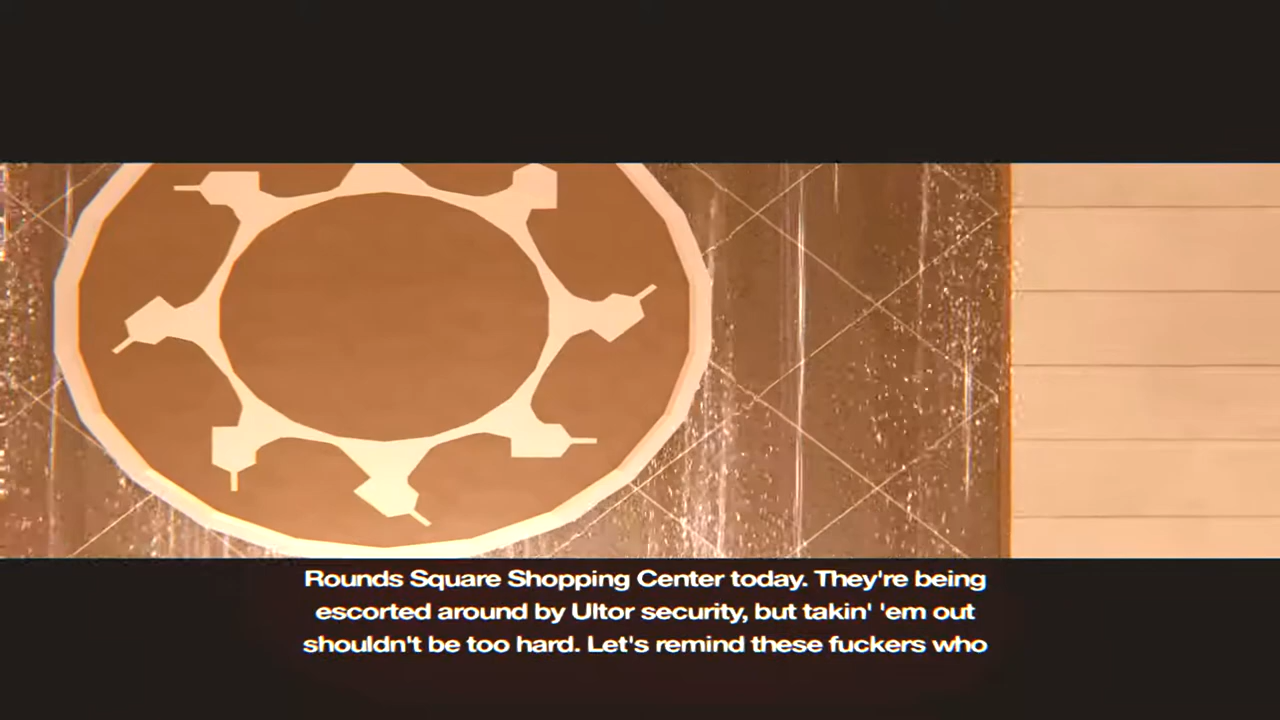 Rounds Square Shopping Center today. They're being
escorted around by Ultor security, but takin' 'em out
shouldn't be too hard. Let's remind these fuckers who